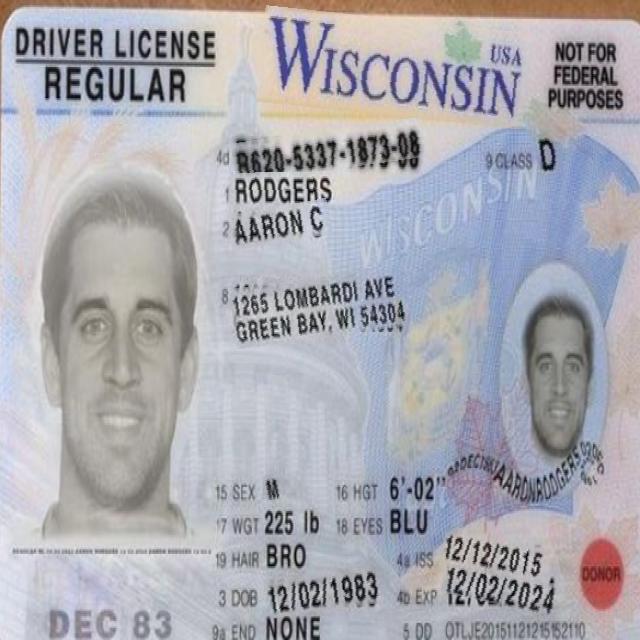 DRIVER LICENSE
REGULAR
WISCONSIN USA
NOT FOR
FEDERAL
PURPOSES
4d R620-5337-1873-98
9 CLASS D
1 RODGERS
2 AARON C
WISCONSIN
8 1265 LOMBARDI AVE
GREEN BAY, WI 54304
15 SEX M 16 HGT 6'-02"
17 WGT 225 lb 18 EYES BLU
19 HAIR BRO 4a ISS 12/12/2015
3 DOB 12/02/1983 4b EXP 12/02/2024
DONOR
DEC 83
9a END NONE 5 DD